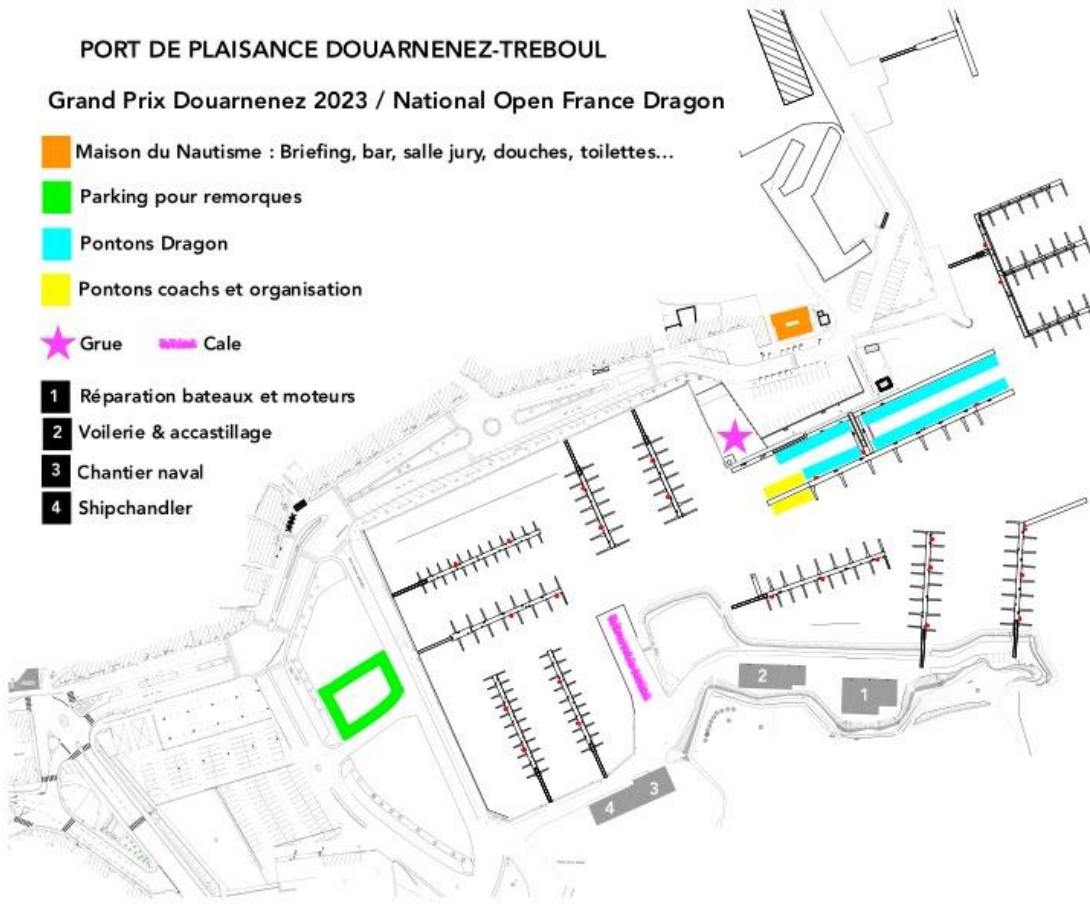 PORT DE PLAISANCE DOUARNENEZ-TREBOUL
Grand Prix Douarnenez 2023 / National Open France Dragon
Maison du Nautisme : Briefing, bar, salle jury, douches, toilettes...
Parking pour remorques
Pontons Dragon
Pontons coachs et organisation
Grue
Cale
1 Réparation bateaux et moteurs
2 Voilerie & accastillage
3 Chantier naval
4 Shipchandler
2
1
3
4